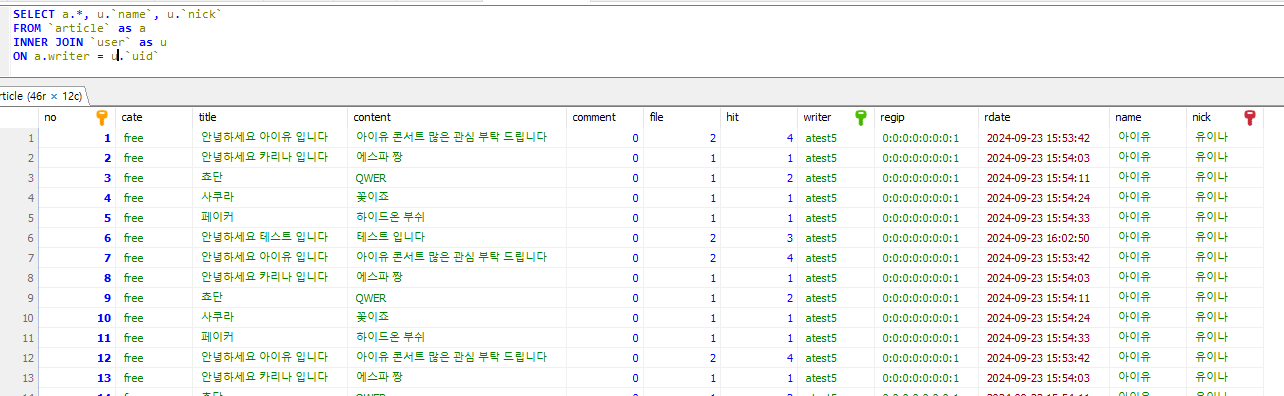 SELECT a.*, u.`name`, u.`nick`
FROM `article` as a
INNER JOIN `user` as u
ON a.writer = u.`uid`
rticle (46r × 12c)
no cate title content comment file hit writer regip rdate name nick
1 1 free 안녕하세요 아이유 입니다 아이유 콘서트 많은 관심 부탁 드립니다 0 2 4 atest5 0:0:0:0:0:0:0:1 2024-09-23 15:53:42 아이유 유이나
2 2 free 안녕하세요 카리나 입니다 에스파 짱 0 1 1 atest5 0:0:0:0:0:0:0:1 2024-09-23 15:54:03 아이유 유이나
3 3 free 쵸단 QWER 0 1 2 atest5 0:0:0:0:0:0:0:1 2024-09-23 15:54:11 아이유 유이나
4 4 free 사쿠라 꽃이죠 0 1 1 atest5 0:0:0:0:0:0:0:1 2024-09-23 15:54:24 아이유 유이나
5 5 free 페이커 하이드온 부쉬 0 1 1 atest5 0:0:0:0:0:0:0:1 2024-09-23 15:54:33 아이유 유이나
6 6 free 안녕하세요 테스트 입니다 테스트 입니다 0 2 3 atest5 0:0:0:0:0:0:0:1 2024-09-23 16:02:50 아이유 유이나
7 7 free 안녕하세요 아이유 입니다 아이유 콘서트 많은 관심 부탁 드립니다 0 2 4 atest5 0:0:0:0:0:0:0:1 2024-09-23 15:53:42 아이유 유이나
8 8 free 안녕하세요 카리나 입니다 에스파 짱 0 1 1 atest5 0:0:0:0:0:0:0:1 2024-09-23 15:54:03 아이유 유이나
9 9 free 쵸단 QWER 0 1 2 atest5 0:0:0:0:0:0:0:1 2024-09-23 15:54:11 아이유 유이나
10 10 free 사쿠라 꽃이죠 0 1 1 atest5 0:0:0:0:0:0:0:1 2024-09-23 15:54:24 아이유 유이나
11 11 free 페이커 하이드온 부쉬 0 1 1 atest5 0:0:0:0:0:0:0:1 2024-09-23 15:54:33 아이유 유이나
12 12 free 안녕하세요 아이유 입니다 아이유 콘서트 많은 관심 부탁 드립니다 0 2 4 atest5 0:0:0:0:0:0:0:1 2024-09-23 15:53:42 아이유 유이나
13 13 free 안녕하세요 카리나 입니다 에스파 짱 0 1 1 atest5 0:0:0:0:0:0:0:1 2024-09-23 15:54:03 아이유 유이나